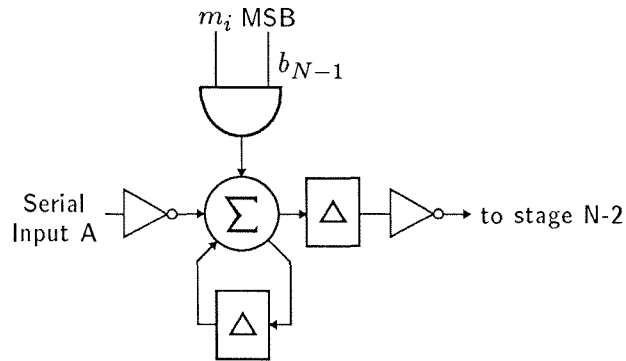 m_i MSB
b_{N-1}
Serial
Input A
Σ
Δ
to stage N-2
Δ